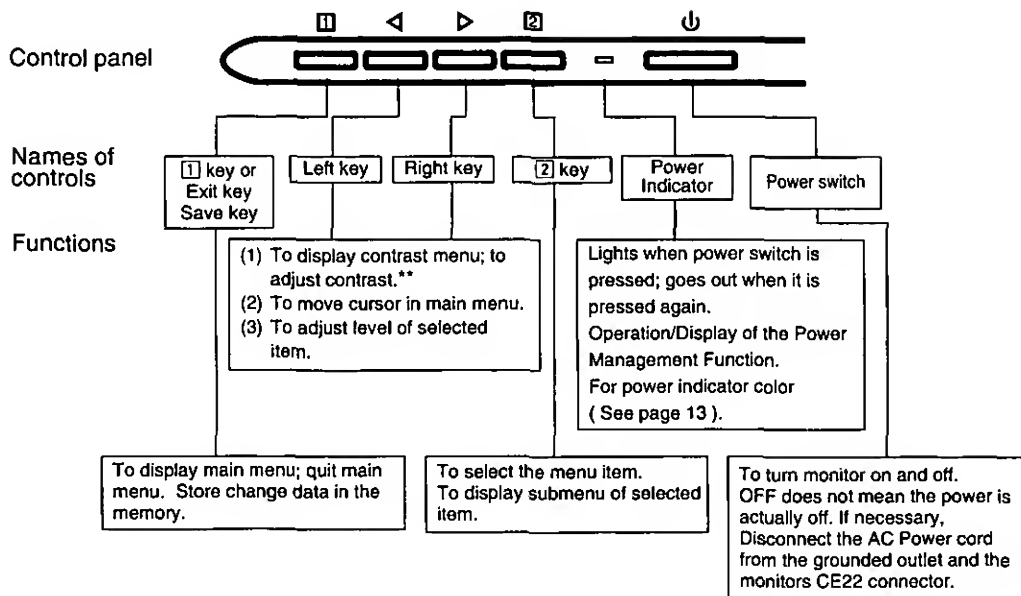 1 2
Control panel
Names of
controls
1 key or
Exit key
Save key
Left key
Right key
2 key
Power
Indicator
Power switch
Functions
(1) To display contrast menu; to
adjust contrast.**
(2) To move cursor in main menu.
(3) To adjust level of selected
item.
Lights when power switch is
pressed; goes out when it is
pressed again.
Operation/Display of the Power
Management Function.
For power indicator color
( See page 13 ).
To display main menu; quit main
menu. Store change data in the
memory.
To select the menu item.
To display submenu of selected
item.
To turn monitor on and off.
OFF does not mean the power is
actually off. If necessary,
Disconnect the AC Power cord
from the grounded outlet and the
monitors CE22 connector.